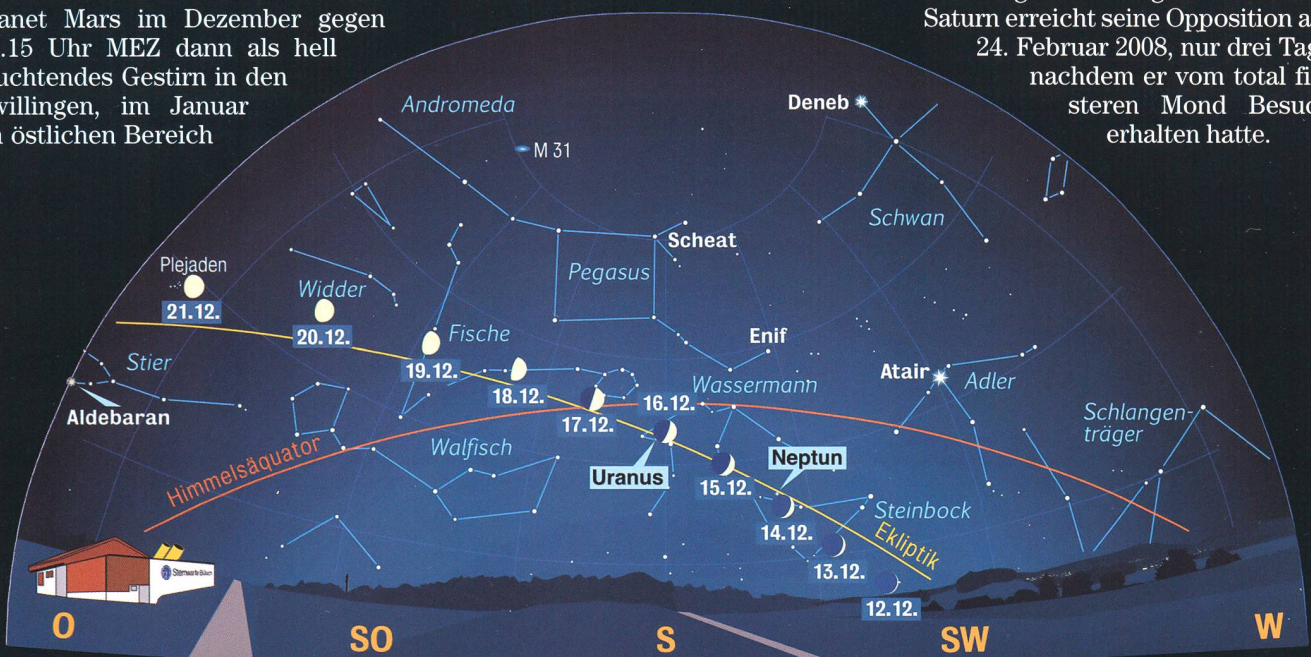 anet Mars im Dezember gegen
.15 Uhr MEZ dann als hell
uchtendes Gestirn in den
willingen, im Januar
östlichen Bereich
Saturn erreicht seine Opposition a
24. Februar 2008, nur drei Tag
nachdem er vom total fi
steren Mond Besuc
erhalten hatte.
Andromeda
M 31
Deneb
Schwan
Scheat
Pegasus
Plejaden
21.12.
Widder
20.12.
Fische
19.12.
Enif
18.12.
Stier
Aldebaran
Wassermann
Atair
Adler
16.12.
17.12.
Schlangen-
träger
Himmelsäquator
Walfisch
Uranus
Neptun
15.12.
Steinbock
14.12.
Ekliptik
13.12.
12.12.
Sternwarte Bülach
O
SO
S
SW
W